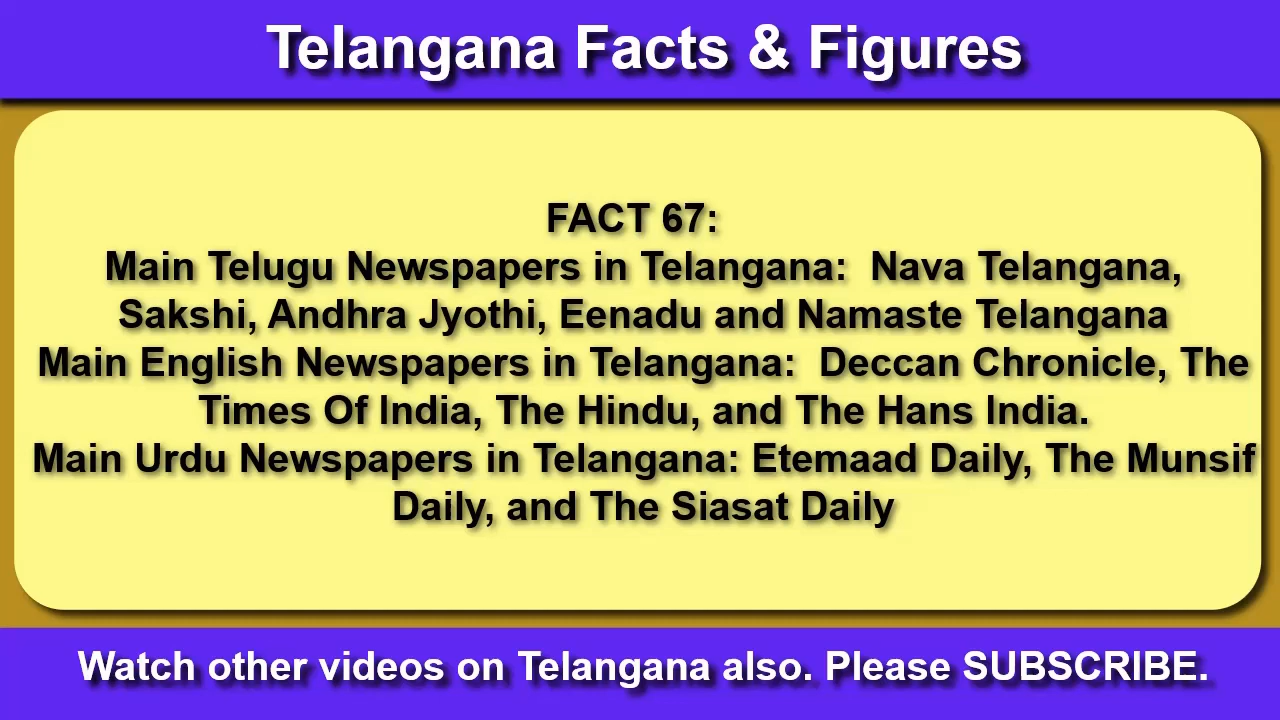 Telangana Facts & Figures
FACT 67:
Main Telugu Newspapers in Telangana:  Nava Telangana,
Sakshi, Andhra Jyothi, Eenadu and Namaste Telangana
Main English Newspapers in Telangana:  Deccan Chronicle, The
Times Of India, The Hindu, and The Hans India.
Main Urdu Newspapers in Telangana: Etemaad Daily, The Munsif
Daily, and The Siasat Daily
Watch other videos on Telangana also. Please SUBSCRIBE.